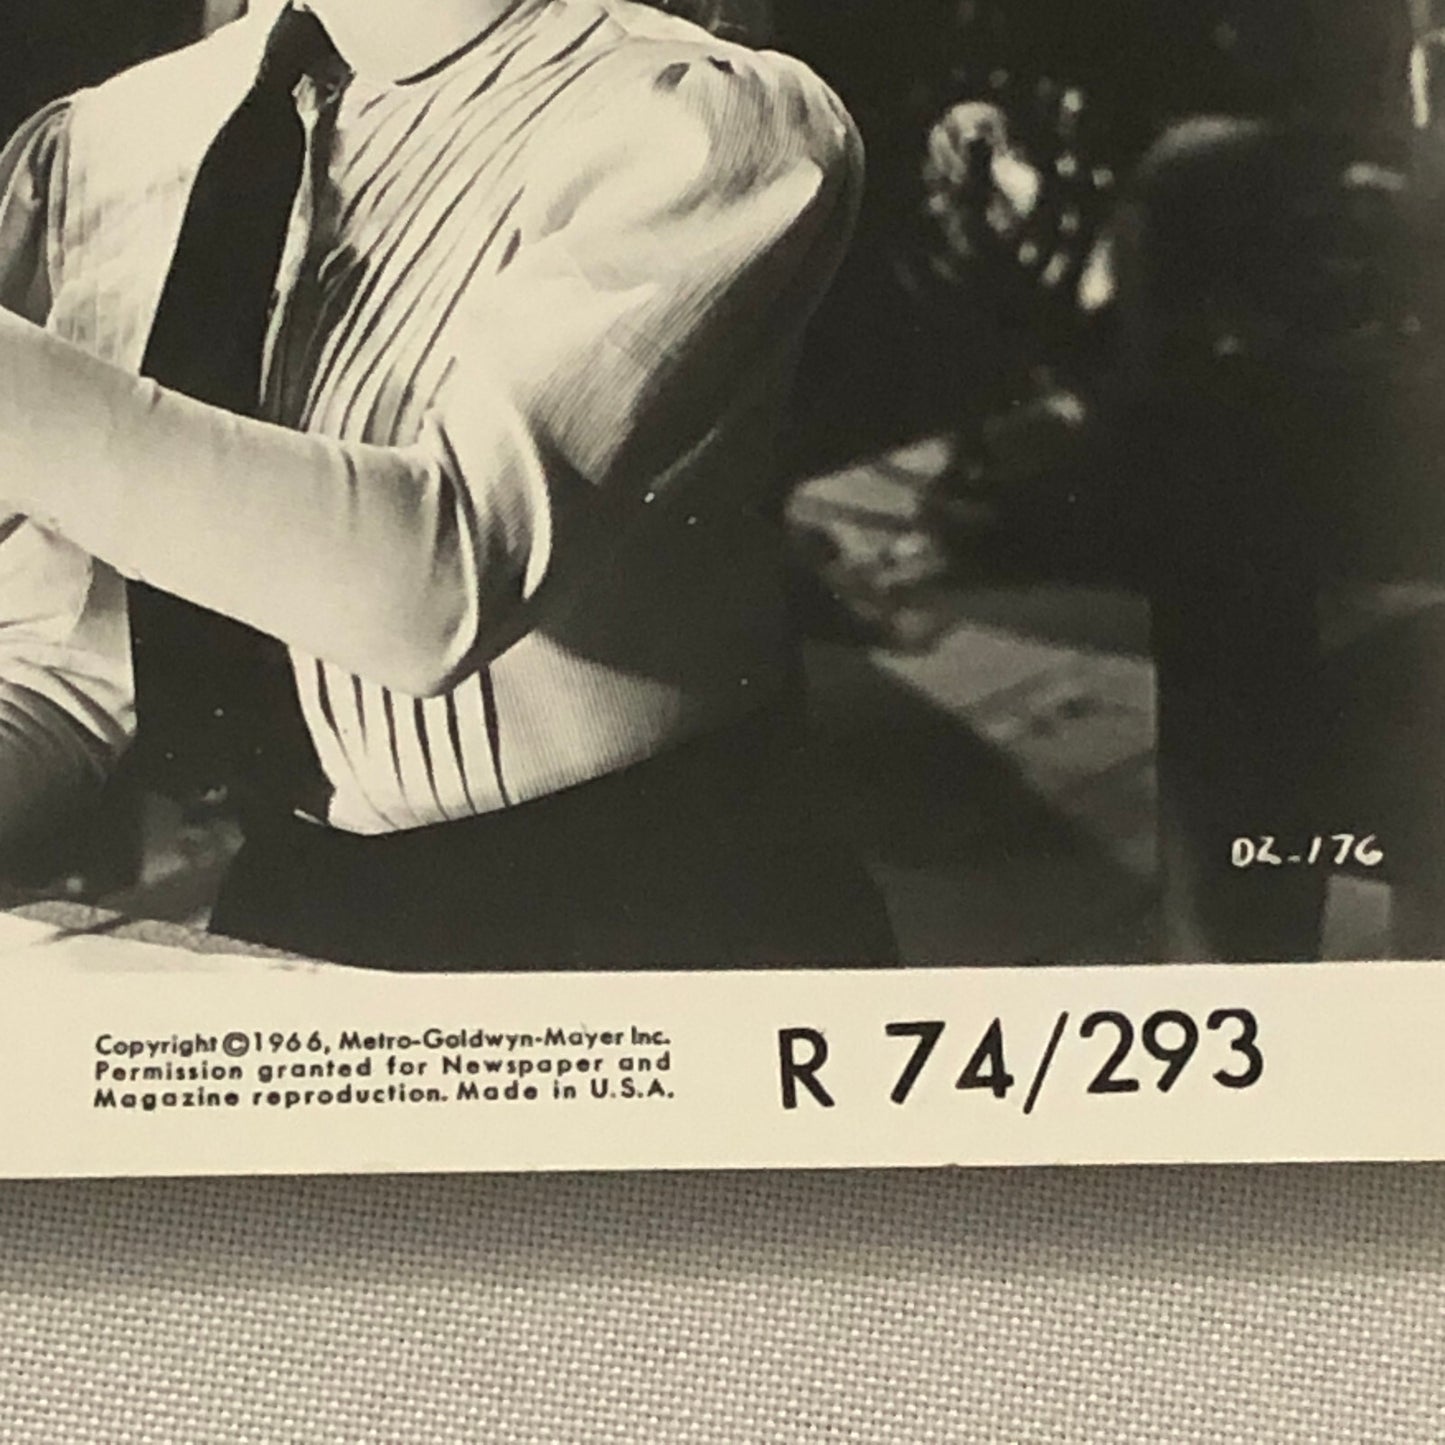 DZ-176
Copyright ©1966, Metro-Goldwyn-Mayer Inc.
Permission granted for Newspaper and
Magazine reproduction. Made in U.S.A.
R 74/293